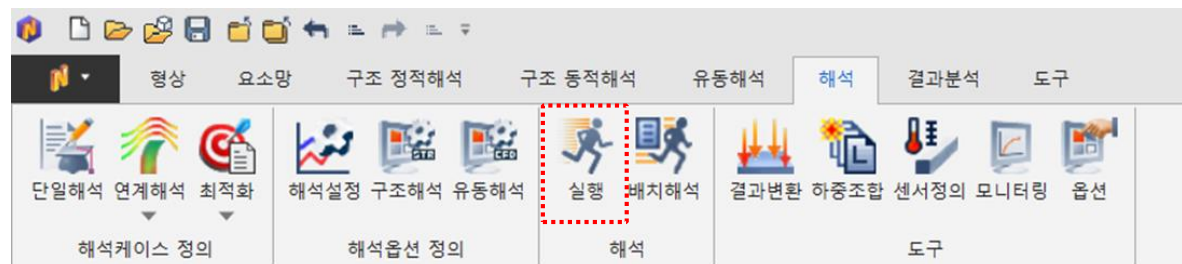 형상 요소망 구조 정적해석 구조 동적해석 유동해석 해석 결과분석 도구
STR CFD
단일해석 연계해석 최적화 해석설정 구조해석 유동해석 실행 배치해석 결과변환 하중조합 센서정의 모니터링 옵션
해석케이스 정의 해석옵션 정의 해석 도구